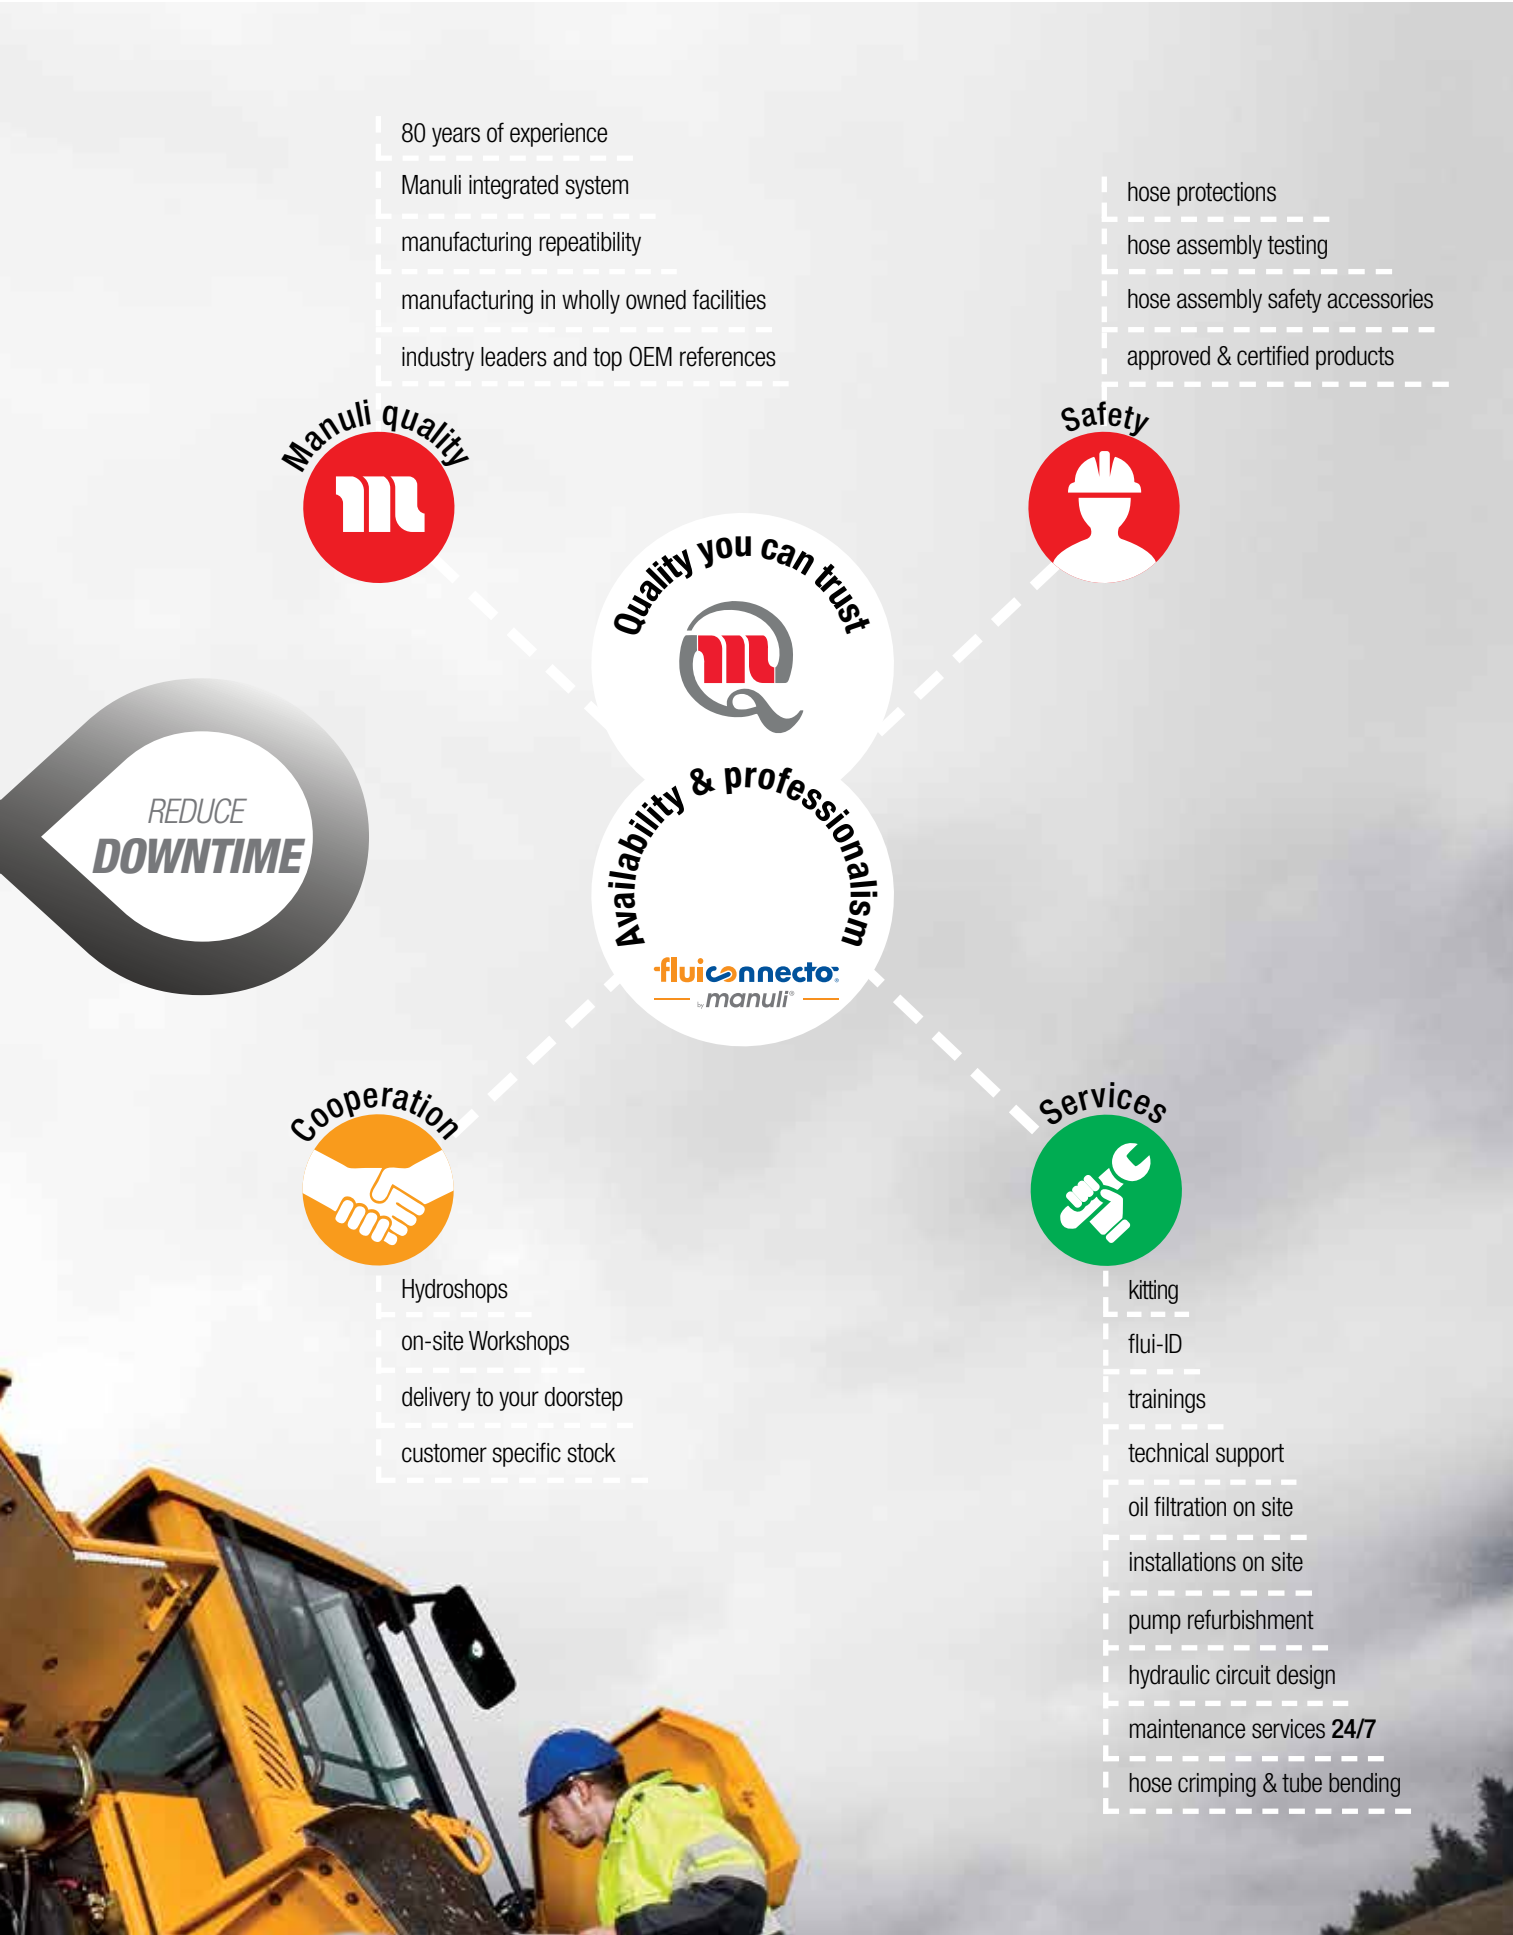 80 years of experience
Manuli integrated system
manufacturing repeatibility
manufacturing in wholly owned facilities
industry leaders and top OEM references
Manuli quality
hose protections
hose assembly testing
hose assembly safety accessories
approved & certified products
Safety
Quality you can trust
m
REDUCE
DOWNTIME
Availability & professionalism
fluiconnecto®
by manuli®
Cooperation
Hydroshops
on-site Workshops
delivery to your doorstep
customer specific stock
Services
kitting
flui-ID
trainings
technical support
oil filtration on site
installations on site
pump refurbishment
hydraulic circuit design
maintenance services 24/7
hose crimping & tube bending